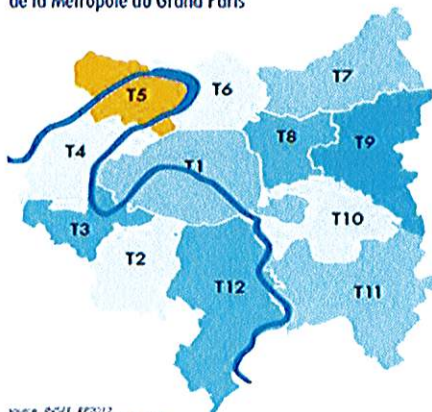 de la Métropole du Grand Paris
T7
T6
T5
T8
T9
T4
T1
T10
T3
T2
T12
T11